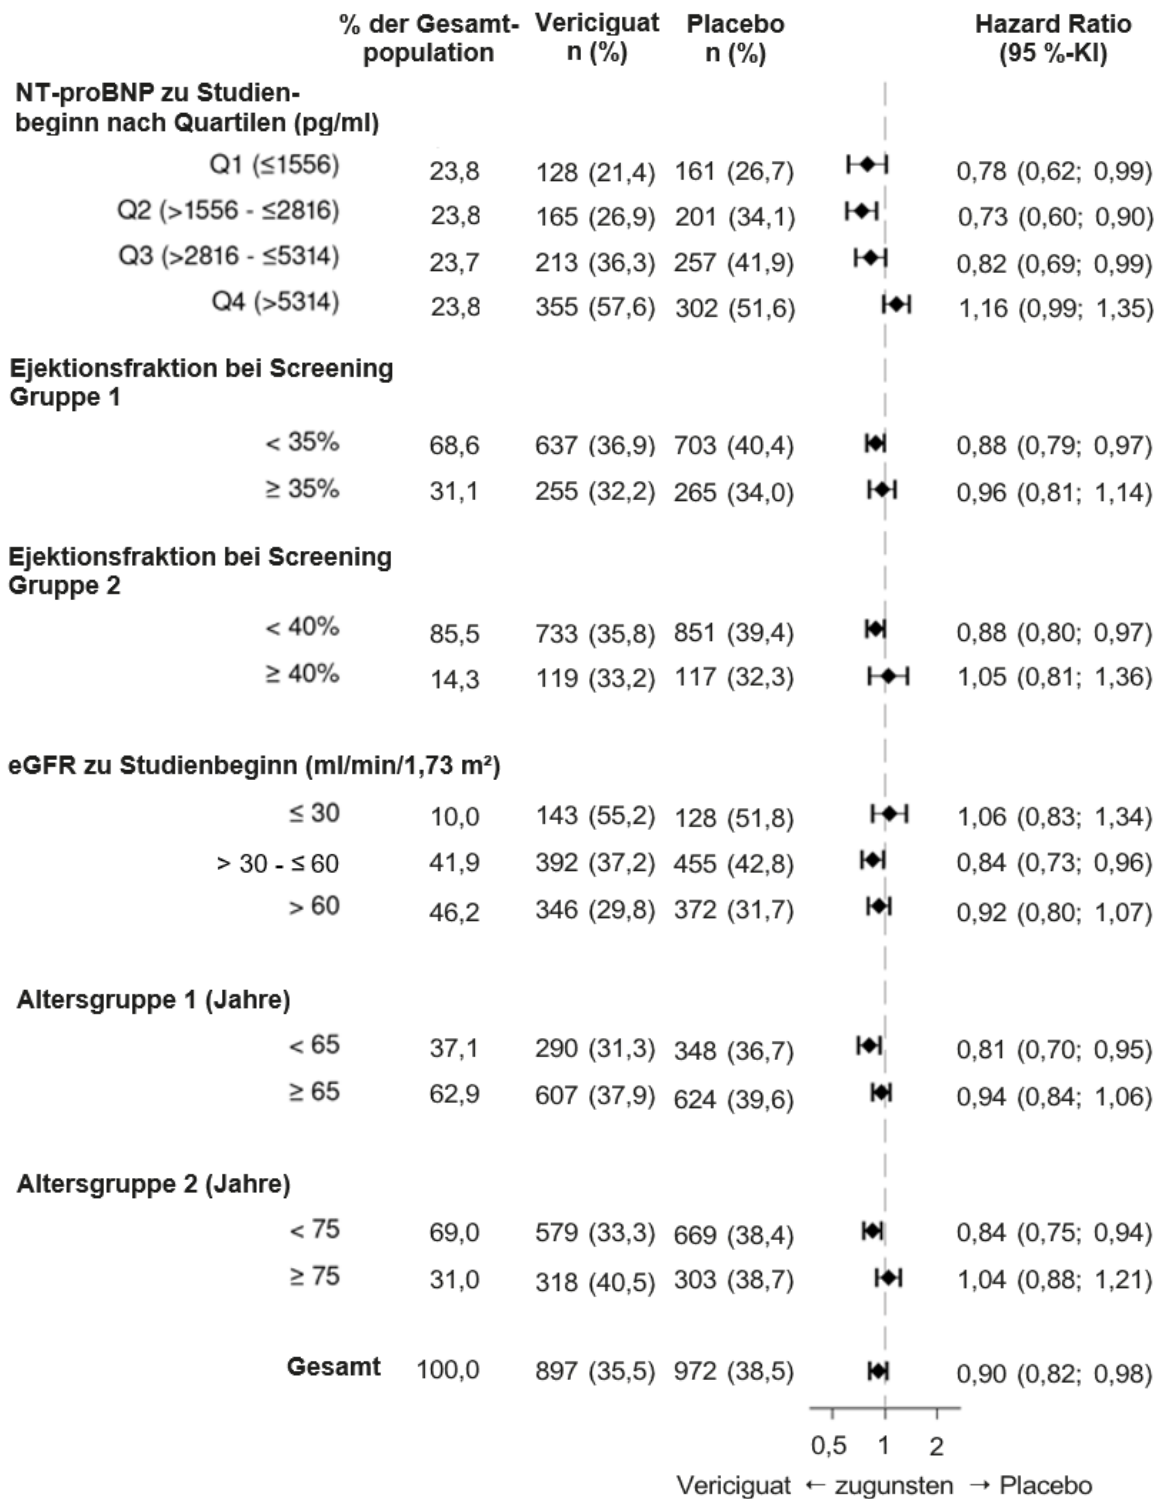 % der Gesamt- Vericiguat Placebo Hazard Ratio
population n (%) n (%) (95 %-KI)
NT-proBNP zu Studien-
beginn nach Quartilen (pg/ml)
Q1 (≤1556) 23,8 128 (21,4) 161 (26,7) 0,78 (0,62; 0,99)
Q2 (>1556 - ≤2816) 23,8 165 (26,9) 201 (34,1) 0,73 (0,60; 0,90)
Q3 (>2816 - ≤5314) 23,7 213 (36,3) 257 (41,9) 0,82 (0,69; 0,99)
Q4 (>5314) 23,8 355 (57,6) 302 (51,6) 1,16 (0,99; 1,35)
Ejektionsfraktion bei Screening
Gruppe 1
< 35% 68,6 637 (36,9) 703 (40,4) 0,88 (0,79; 0,97)
≥ 35% 31,1 255 (32,2) 265 (34,0) 0,96 (0,81; 1,14)
Ejektionsfraktion bei Screening
Gruppe 2
< 40% 85,5 733 (35,8) 851 (39,4) 0,88 (0,80; 0,97)
≥ 40% 14,3 119 (33,2) 117 (32,3) 1,05 (0,81; 1,36)
eGFR zu Studienbeginn (ml/min/1,73 m²)
≤ 30 10,0 143 (55,2) 128 (51,8) 1,06 (0,83; 1,34)
> 30 - ≤ 60 41,9 392 (37,2) 455 (42,8) 0,84 (0,73; 0,96)
> 60 46,2 346 (29,8) 372 (31,7) 0,92 (0,80; 1,07)
Altersgruppe 1 (Jahre)
< 65 37,1 290 (31,3) 348 (36,7) 0,81 (0,70; 0,95)
≥ 65 62,9 607 (37,9) 624 (39,6) 0,94 (0,84; 1,06)
Altersgruppe 2 (Jahre)
< 75 69,0 579 (33,3) 669 (38,4) 0,84 (0,75; 0,94)
≥ 75 31,0 318 (40,5) 303 (38,7) 1,04 (0,88; 1,21)
Gesamt 100,0 897 (35,5) 972 (38,5) 0,90 (0,82; 0,98)
0,5 1 2
Vericiguat ← zugunsten → Placebo